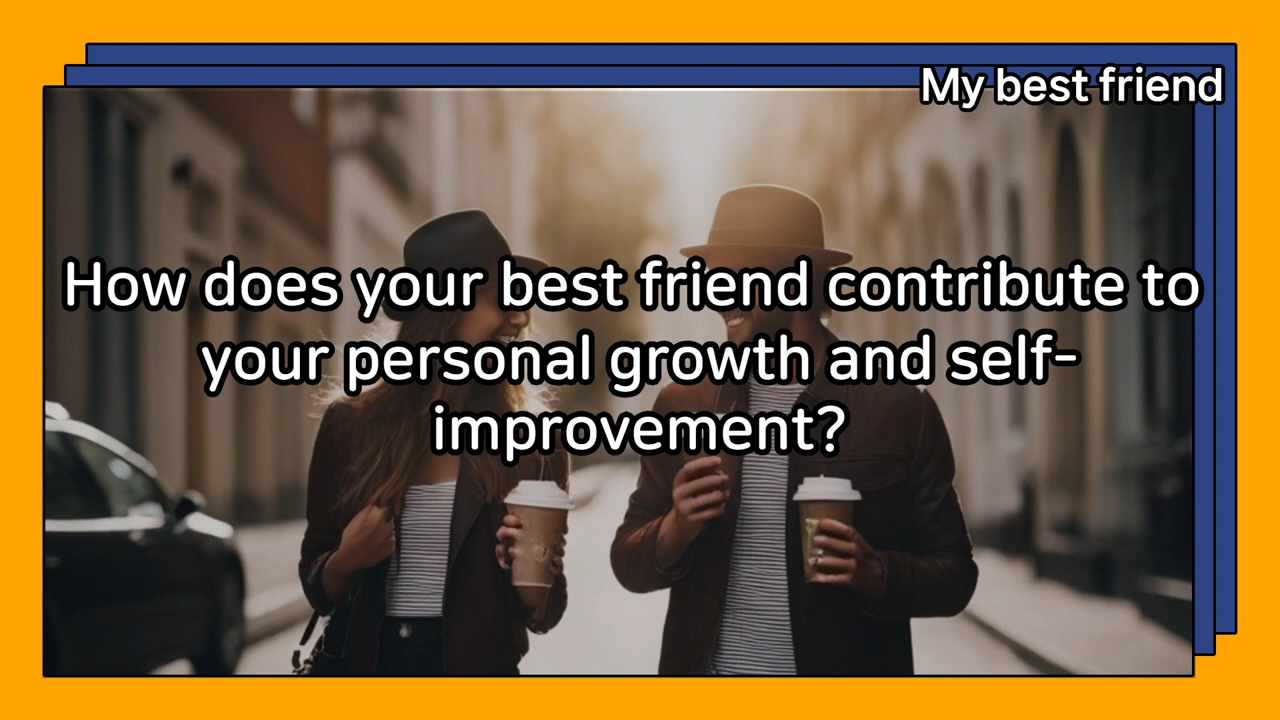 My best friend
How does your best friend contribute to
your personal growth and self-
improvement?